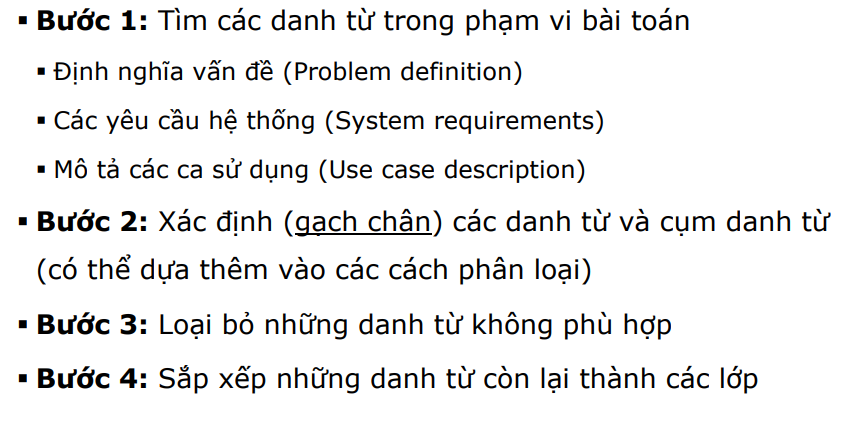 ▪ Bước 1: Tìm các danh từ trong phạm vi bài toán
▪ Định nghĩa vấn đề (Problem definition)
▪ Các yêu cầu hệ thống (System requirements)
▪ Mô tả các ca sử dụng (Use case description)
▪ Bước 2: Xác định (gạch chân) các danh từ và cụm danh từ
(có thể dựa thêm vào các cách phân loại)
▪ Bước 3: Loại bỏ những danh từ không phù hợp
▪ Bước 4: Sắp xếp những danh từ còn lại thành các lớp